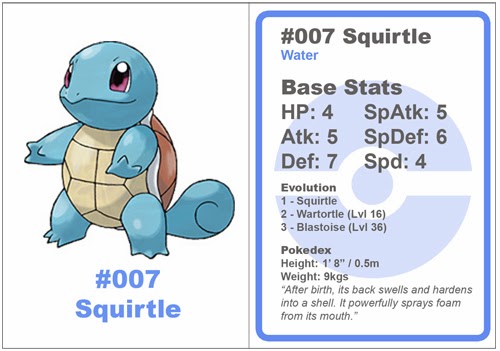 #007
Squirtle
#007 Squirtle
Water
Base Stats
HP: 4 SpAtk: 5
Atk: 5 SpDef: 6
Def: 7 Spd: 4
Evolution
1 - Squirtle
2 - Wartortle (Lvl 16)
3 - Blastoise (Lvl 36)
Pokedex
Height: 1' 8" / 0.5m
Weight: 9kgs
“After birth, its back swells and hardens
into a shell. It powerfully sprays foam
from its mouth.”